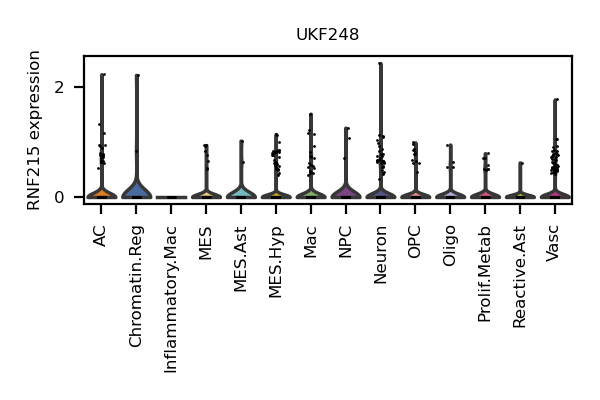 UKF248
RNF215 expression
2
0
AC
Chromatin.Reg
Inflammatory.Mac
MES
MES.Ast
MES.Hyp
Mac
NPC
Neuron
OPC
Oligo
Prolif.Metab
Reactive.Ast
Vasc